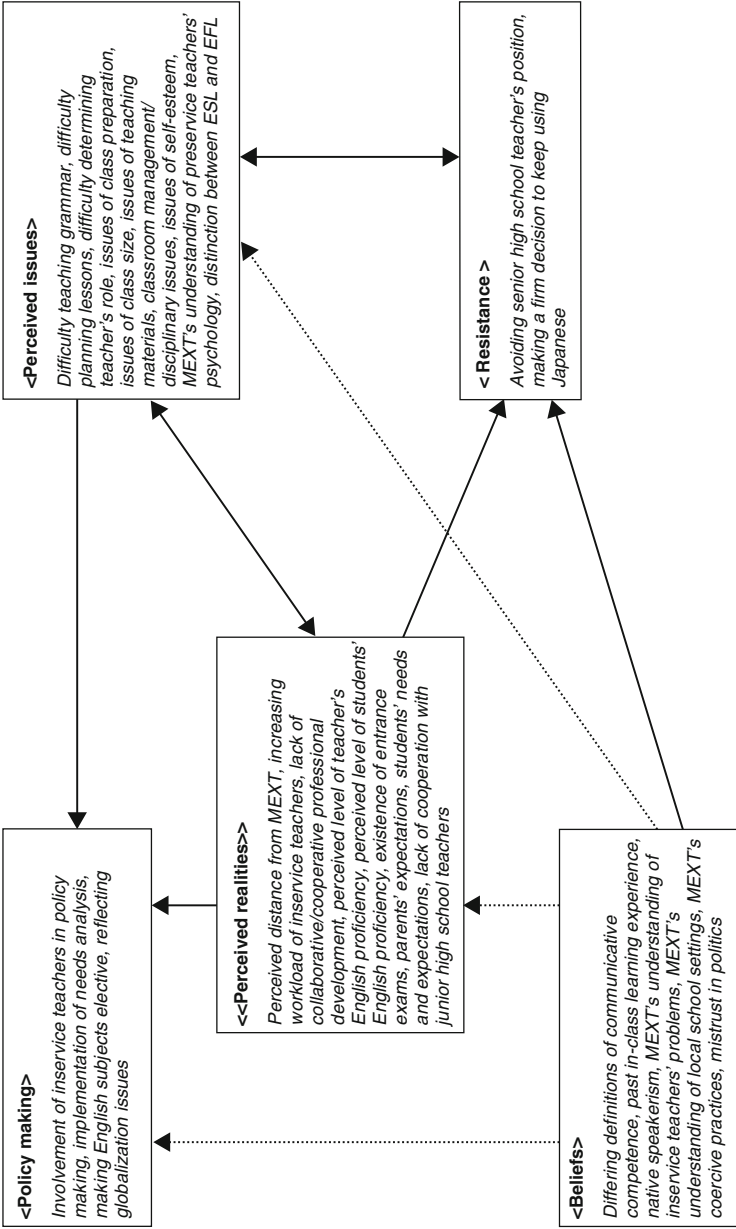 <Policy making>
Involvement of inservice teachers in policy
making, implementation of needs analysis,
making English subjects elective, reflecting
globalization issues
<Perceived issues>
Difficulty teaching grammar, difficulty
planning lessons, difficulty determining
teacher's role, issues of class preparation,
issues of class size, issues of teaching
materials, classroom management/
disciplinary issues, issues of self-esteem,
MEXT's understanding of preservice teachers'
psychology, distinction between ESL and EFL
<<Perceived realities>>
Perceived distance from MEXT, increasing
workload of inservice teachers, lack of
collaborative/cooperative professional
development, perceived level of teacher's
English proficiency, perceived level of students'
English proficiency, existence of entrance
exams, parents' expectations, students' needs
and expectations, lack of cooperation with
junior high school teachers
<Beliefs>
Differing definitions of communicative
competence, past in-class learning experience,
native speakerism, MEXT's understanding of
inservice teachers' problems, MEXT's
understanding of local school settings, MEXT's
coercive practices, mistrust in politics
< Resistance >
Avoiding senior high school teacher's position,
making a firm decision to keep using
Japanese